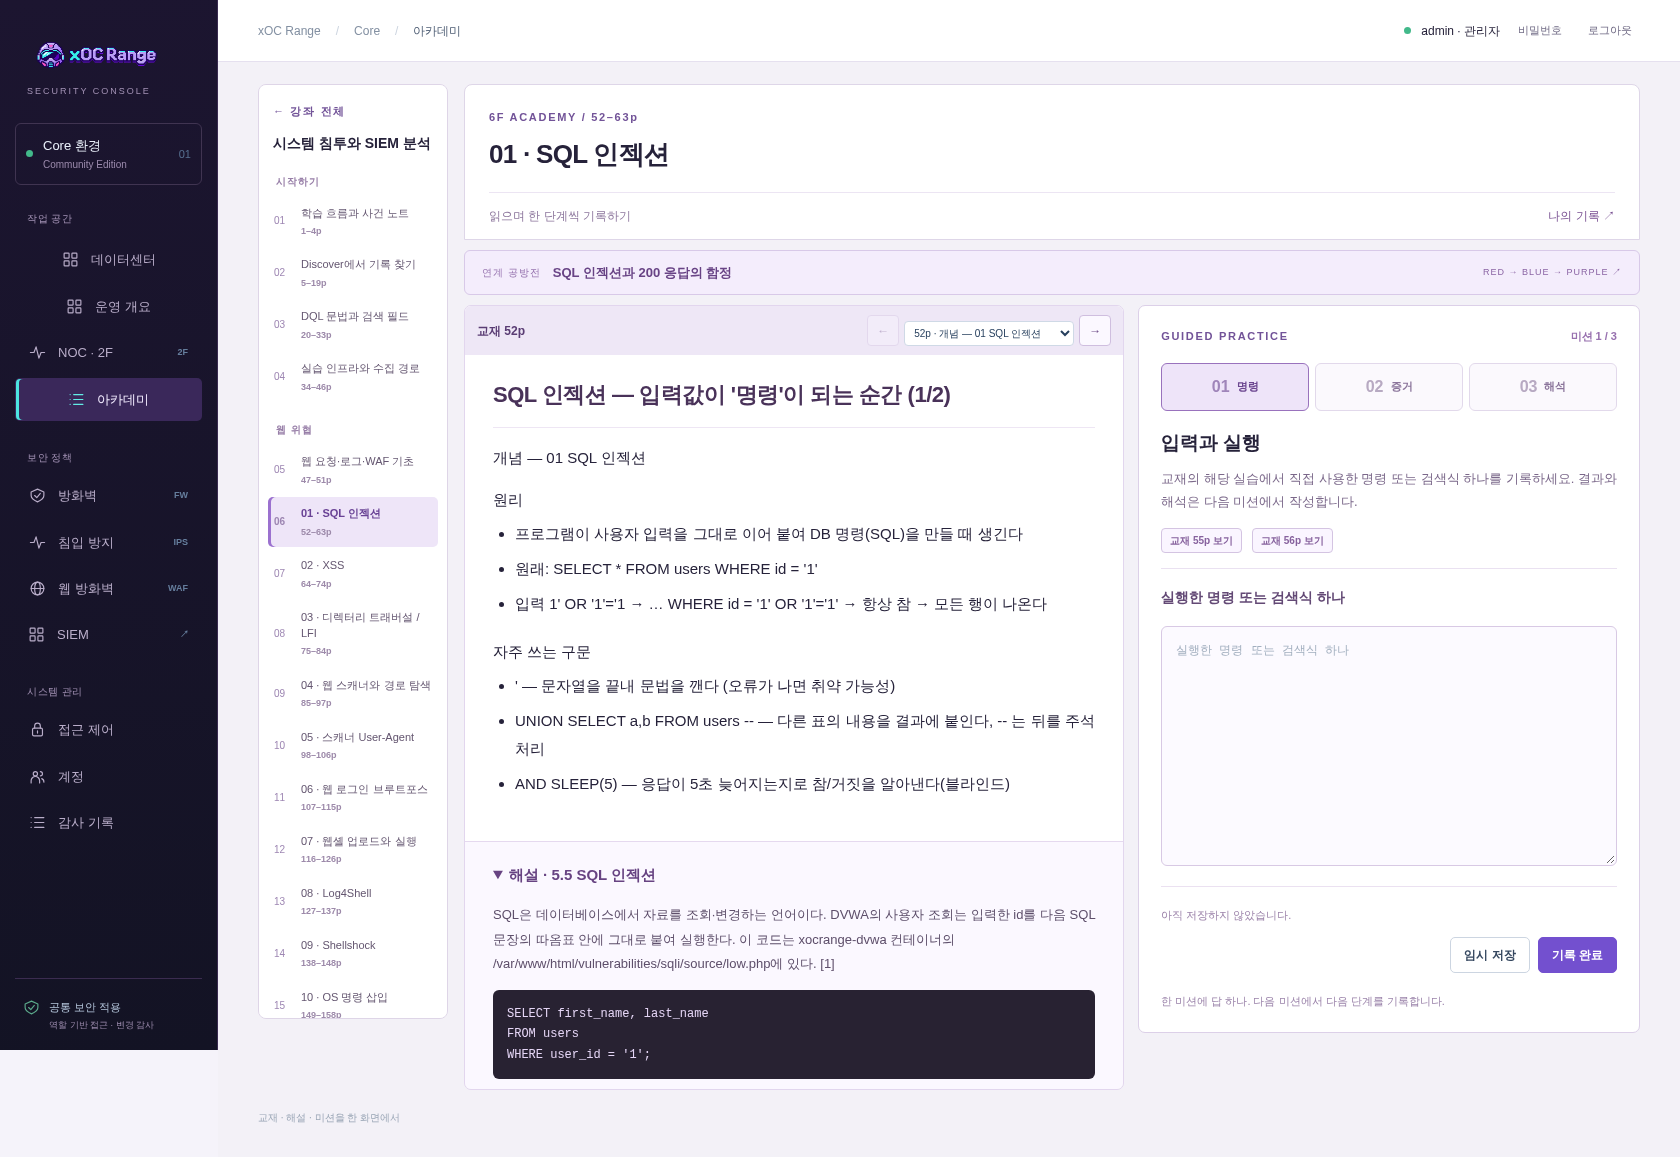 xOC Range
SECURITY CONSOLE
Core 환경
Community Edition
01
작업 공간
데이터센터
운영 개요
NOC · 2F
2F
아카데미
보안 정책
방화벽
FW
침입 방지
IPS
웹 방화벽
WAF
SIEM
↗
시스템 관리
접근 제어
계정
감사 기록
공통 보안 적용
역할 기반 접근 · 변경 감사
xOC Range / Core / 아카데미
admin · 관리자
비밀번호
로그아웃
← 강좌 전체
시스템 침투와 SIEM 분석
시작하기
01 학습 흐름과 사건 노트
1–4p
02 Discover에서 기록 찾기
5–19p
03 DQL 문법과 검색 필드
20–33p
04 실습 인프라와 수집 경로
34–46p
웹 위협
05 웹 요청·로그·WAF 기초
47–51p
06 01 · SQL 인젝션
52–63p
07 02 · XSS
64–74p
08 03 · 디렉터리 트래버설 /
LFI
75–84p
09 04 · 웹 스캐너와 경로 탐색
85–97p
10 05 · 스캐너 User-Agent
98–106p
11 06 · 웹 로그인 브루트포스
107–115p
12 07 · 웹셸 업로드와 실행
116–126p
13 08 · Log4Shell
127–137p
14 09 · Shellshock
138–148p
15 10 · OS 명령 삽입
149–158p
6F ACADEMY / 52–63p
01 · SQL 인젝션
읽으며 한 단계씩 기록하기
나의 기록 ↗
연계 공방전 SQL 인젝션과 200 응답의 함정
RED → BLUE → PURPLE ↗
교재 52p
←
52p · 개념 — 01 SQL 인젝션
→
SQL 인젝션 — 입력값이 '명령'이 되는 순간 (1/2)
개념 — 01 SQL 인젝션
원리
• 프로그램이 사용자 입력을 그대로 이어 붙여 DB 명령(SQL)을 만들 때 생긴다
• 원래: SELECT * FROM users WHERE id = '1'
• 입력 1' OR '1'='1 → … WHERE id = '1' OR '1'='1' → 항상 참 → 모든 행이 나온다
자주 쓰는 구문
• ' — 문자열을 끝내 문법을 깬다 (오류가 나면 취약 가능성)
• UNION SELECT a,b FROM users -- — 다른 표의 내용을 결과에 붙인다, -- 는 뒤를 주석
처리
• AND SLEEP(5) — 응답이 5초 늦어지는지로 참/거짓을 알아낸다(블라인드)
▼ 해설 · 5.5 SQL 인젝션
SQL은 데이터베이스에서 자료를 조회·변경하는 언어이다. DVWA의 사용자 조회는 입력한 id를 다음 SQL
문장의 따옴표 안에 그대로 붙여 실행한다. 이 코드는 xocrange-dvwa 컨테이너의
/var/www/html/vulnerabilities/sqli/source/low.php에 있다. [1]
SELECT first_name, last_name
FROM users
WHERE user_id = '1';
GUIDED PRACTICE
미션 1 / 3
01 명령
02 증거
03 해석
입력과 실행
교재의 해당 실습에서 직접 사용한 명령 또는 검색식 하나를 기록하세요. 결과와
해석은 다음 미션에서 작성합니다.
교재 55p 보기
교재 56p 보기
실행한 명령 또는 검색식 하나
실행한 명령 또는 검색식 하나
아직 저장하지 않았습니다.
임시 저장
기록 완료
한 미션에 답 하나. 다음 미션에서 다음 단계를 기록합니다.
교재 · 해설 · 미션을 한 화면에서